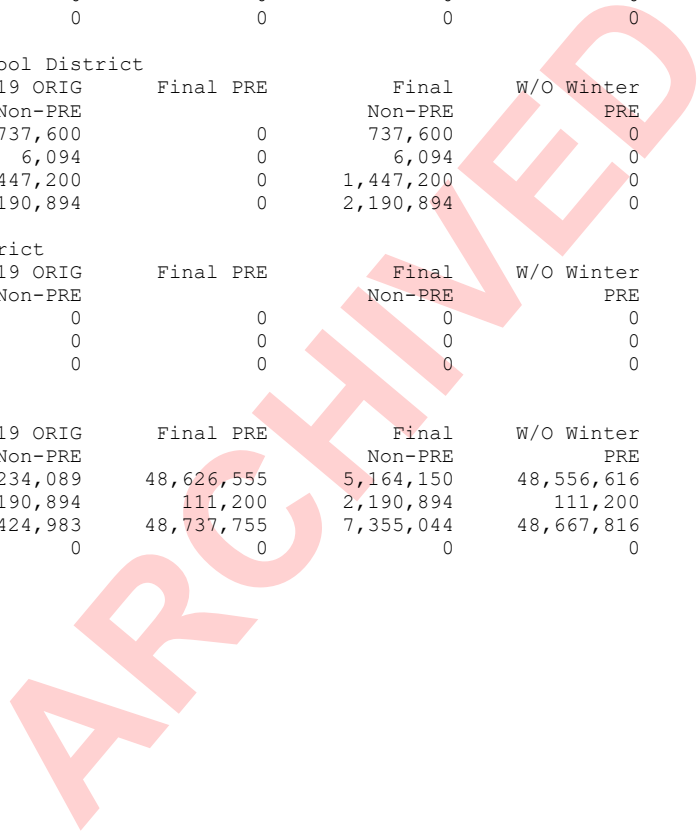 0 0 0 0
ool District
19 ORIG Final PRE Final W/O Winter
Non-PRE Non-PRE PRE
737,600 0 737,600 0
6,094 0 6,094 0
447,200 0 1,447,200 0
190,894 0 2,190,894 0
rict
19 ORIG Final PRE Final W/O Winter
Non-PRE Non-PRE PRE
0 0 0 0
0 0 0 0
0 0 0 0
19 ORIG Final PRE Final W/O Winter
Non-PRE Non-PRE PRE
234,089 48,626,555 5,164,150 48,556,616
190,894 111,200 2,190,894 111,200
424,983 48,737,755 7,355,044 48,667,816
0 0 0 0
ARCHIVED